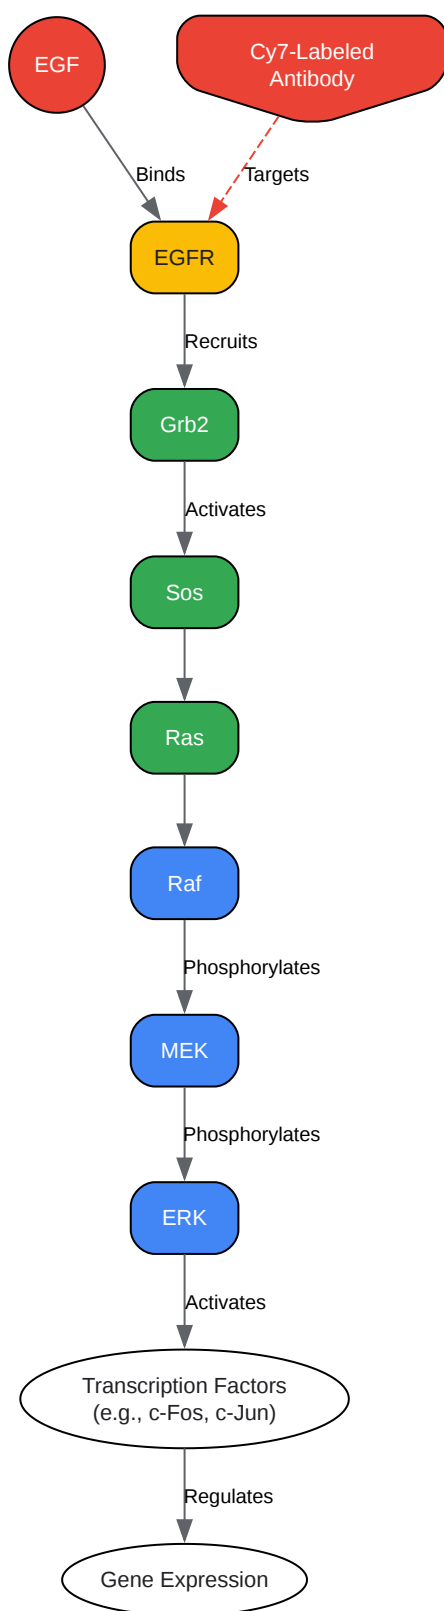 EGF
Cy7-Labeled
Antibody
Binds
Targets
EGFR
Recruits
Grb2
Activates
Sos
Ras
Raf
Phosphorylates
MEK
Phosphorylates
ERK
Activates
Transcription Factors
(e.g., c-Fos, c-Jun)
Regulates
Gene Expression